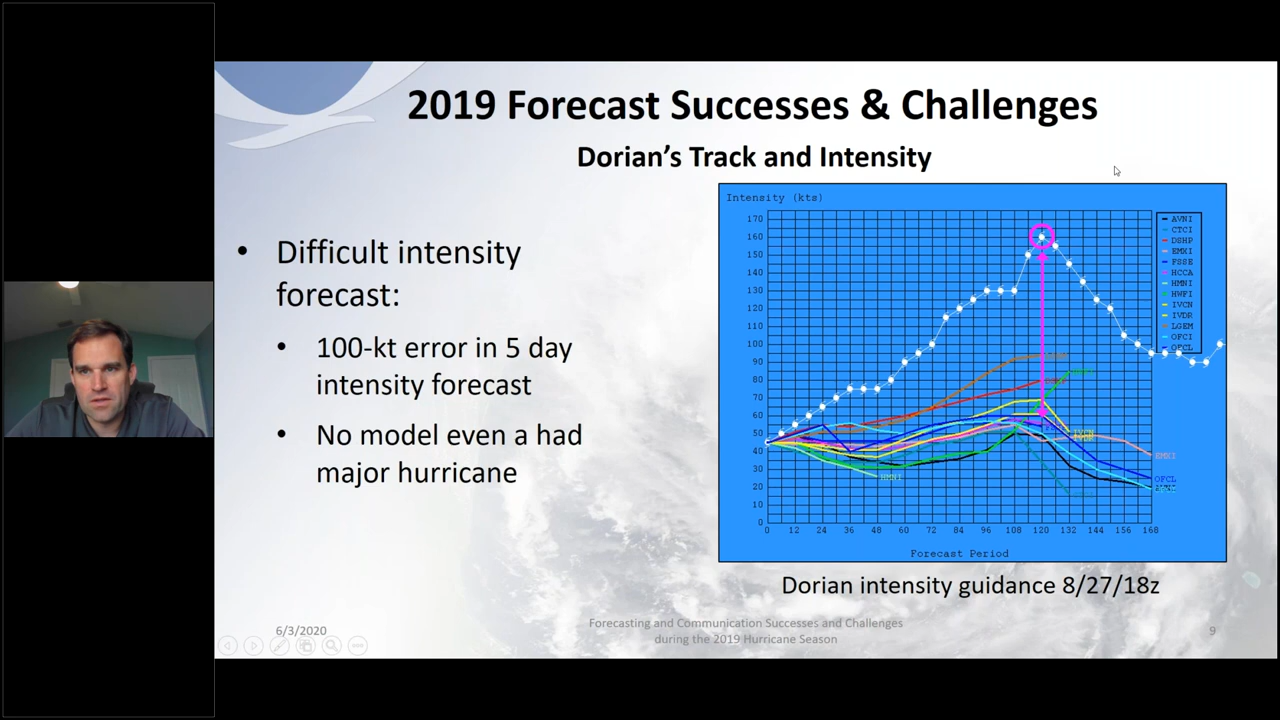 2019 Forecast Successes & Challenges
Dorian's Track and Intensity
• Difficult intensity
forecast:
• 100-kt error in 5 day
intensity forecast
• No model even a had
major hurricane
Intensity (kts)
170
160
150
140
130
120
110
100
90
80
70
60
50
40
30
20
10
0
0 12 24 36 48 60 72 84 96 108 120 132 144 156 168
Forecast Period
AVNI
CTCI
DSHP
EMXI
FSSE
HCCA
HMNI
HWFI
IVCN
IVDR
LGEM
OFCI
OFCL
HMNI
IVCN
EMXI
OFCL
Dorian intensity guidance 8/27/18z
6/3/2020
Forecasting and Communication Successes and Challenges
during the 2019 Hurricane Season
9